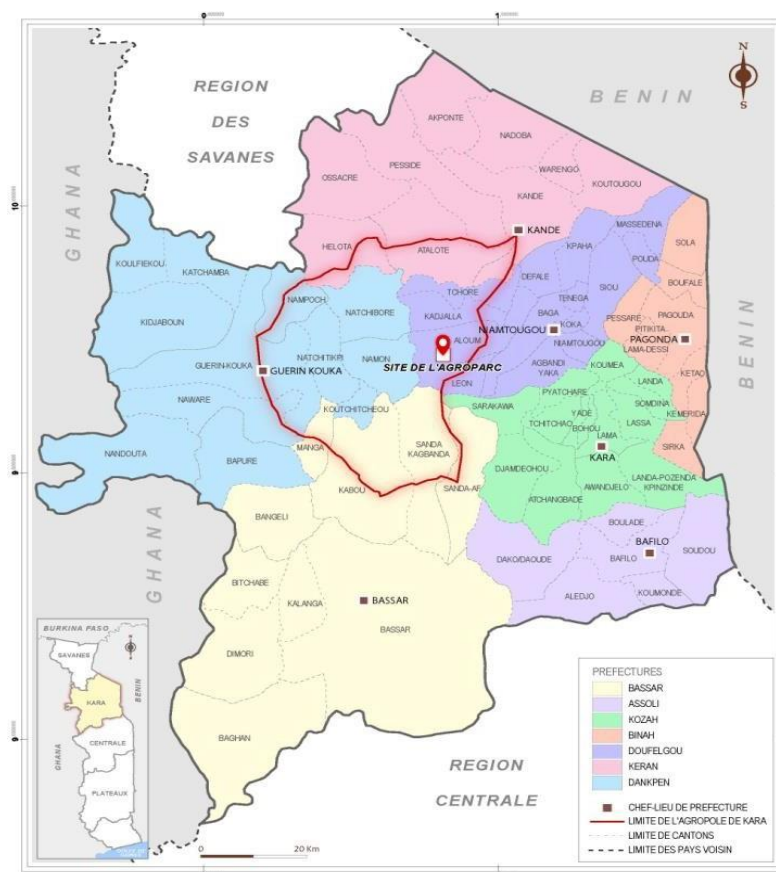 0
1
N
S
10
9
9
REGION
DES
SAVANES
BENIN
GHANA
AKPONTE
NADOBA
PESSIDE
WARENGO
OSSACRE
KANDE
KOUTOUGOU
KANDE
MASSEDENA
HELOTA
ATALOTE
KPAHA
SOLA
KOULFIEKOU
KATCHAMBA
DEFALE
POUDA
TCHORE
SIOU
BOUFALE
NAMPOCH
TENEGA
KIDJABOUN
NATCHIBORE
KADJALLA
BAGA
PAGOUDA
PESSARE
ALOUM
NIAMTOUGOU
KOKA
PITIKITA
PAGONDA
NIAMTOUGOU
LAMA-DESSI
NATCHITIKPI
NAMON
SITE DE L'AGROPARC
AGBANDI
YAKA
KOUMEA
GUERIN-KOUKA
GUERIN KOUKA
KETAO
LEON
LANDA
PYATCHARE
NAWARE
KOUTCHITCHEOU
SARAKAWA
YADE
SOMDINA
KEMERIDA
TCHITCHAO
BOHOU
LASSA
LAMA
MANGA
SANDA
KAGBANDA
KARA
SIRKA
NANDOUTA
BAPURE
DJAMDEOHOU
KABOU
SANDA-AF
AWANDJELO
LANDA-POZENDA
KPINZINDE
ATCHANGBADE
BANGELI
BOULADE
BAFILO
DAKO/DAOUDE
BAFILO
SOUDOU
BENIN
GHANA
BITCHABE
KALANGA
BASSAR
BASSAR
ALEDJO
KOUMONDE
DIMORI
BAGHAN
REGION
CENTRALE
BURKINA FASO
SAVANES
KARA
BENIN
CENTRALE
GHANA
PLATEAUX
20 Km
PREFECTURES
BASSAR
ASSOLI
KOZAH
BINAH
DOUFELGOU
KERAN
DANKPEN
CHEF-LIEU DE PREFECTURE
LIMITE DE L'AGROPOLE DE KARA
LIMITE DE CANTONS
LIMITE DES PAYS VOISIN